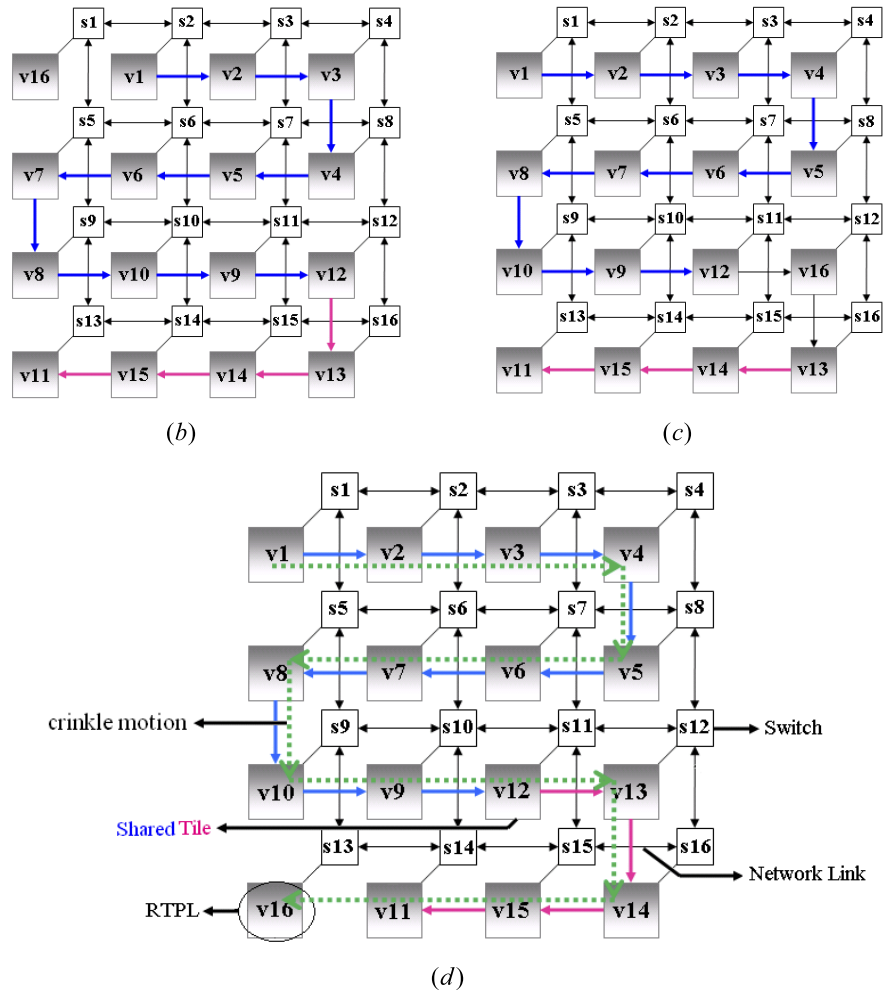 s1 s2 s3 s4
v16 v1 v2 v3
s5 s6 s7 s8
v7 v6 v5 v4
s9 s10 s11 s12
v8 v10 v9 v12
s13 s14 s15 s16
v11 v15 v14 v13
(b)
s1 s2 s3 s4
v1 v2 v3 v4
s5 s6 s7 s8
v8 v7 v6 v5
s9 s10 s11 s12
v10 v9 v12 v16
s13 s14 s15 s16
v11 v15 v14 v13
(c)
s1 s2 s3 s4
v1 v2 v3 v4
s5 s6 s7 s8
v8 v7 v6 v5
crinkle motion
s9 s10 s11 s12
Switch
v10 v9 v12 v13
Shared Tile
s13 s14 s15 s16
Network Link
RTPL
v16 v11 v15 v14
(d)